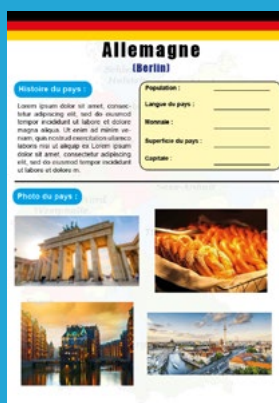 Allemagne
(Berlin)
Histoire du pays :
Lorem ipsum dolor sit amet, consec-
tetur adipiscing elit, sed do eiusmod
tempor incididunt ut labore et dolore
magna aliqua. Ut enim ad minim ve-
niam, quis nostrud exercitation ullamco
laboris nisi ut aliquip ex Lorem ipsum
dolor sit amet, consectetur adipiscing
elit, sed do eiusmod tempor incididunt
ut labore et dolore m.
Population :
Langue du pays :
Monnaie :
Superficie du pays :
Capitale :
Photo du pays :